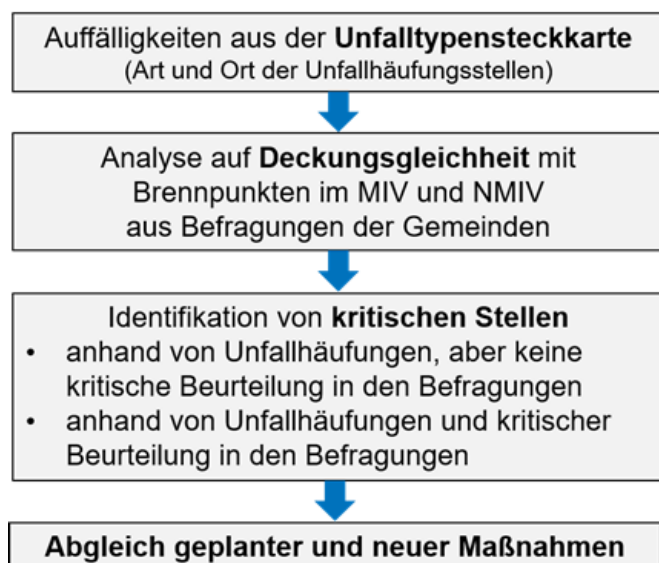 Auffälligkeiten aus der Unfalltypensteckkarte
(Art und Ort der Unfallhäufungsstellen)
Analyse auf Deckungsgleichheit mit
Brennpunkten im MIV und NMIV
aus Befragungen der Gemeinden
Identifikation von kritischen Stellen
• anhand von Unfallhäufungen, aber keine
kritische Beurteilung in den Befragungen
• anhand von Unfallhäufungen und kritischer
Beurteilung in den Befragungen
Abgleich geplanter und neuer Maßnahmen